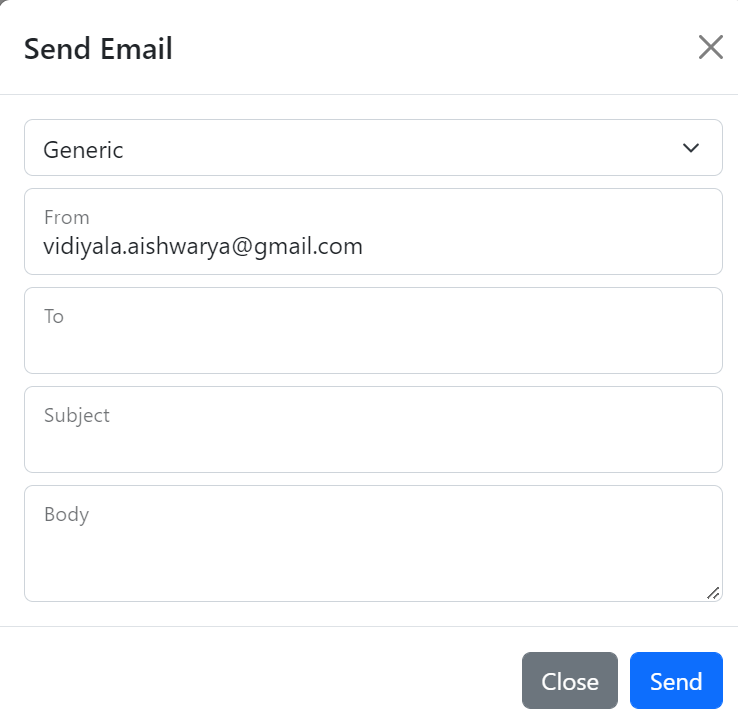 Send Email
Generic
From
vidiyala.aishwarya@gmail.com
To
Subject
Body
Close Send